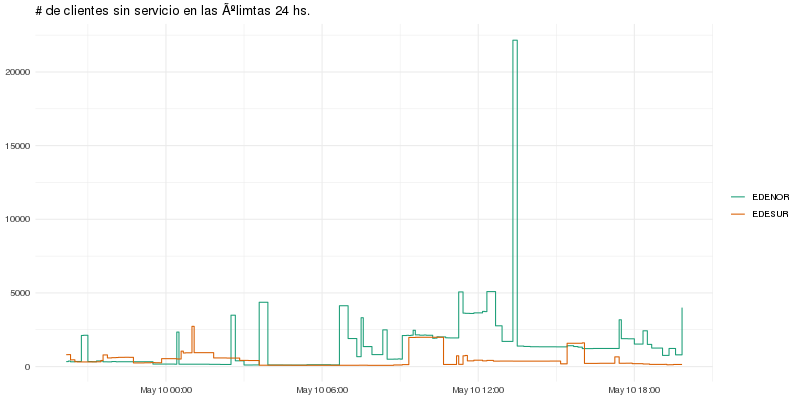 # de clientes sin servicio en las Ãºlimtas 24 hs.
20000
15000
10000
5000
0
May 10 00:00
May 10 06:00
May 10 12:00
May 10 18:00
EDENOR
EDESUR